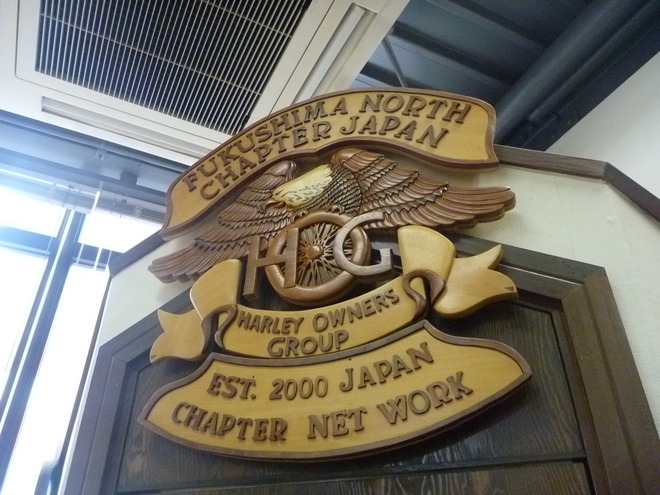 FUKUSHIMA NORTH
CHAPTER JAPAN
HOG
HARLEY OWNERS
GROUP
EST. 2000 JAPAN
CHAPTER NET WORK